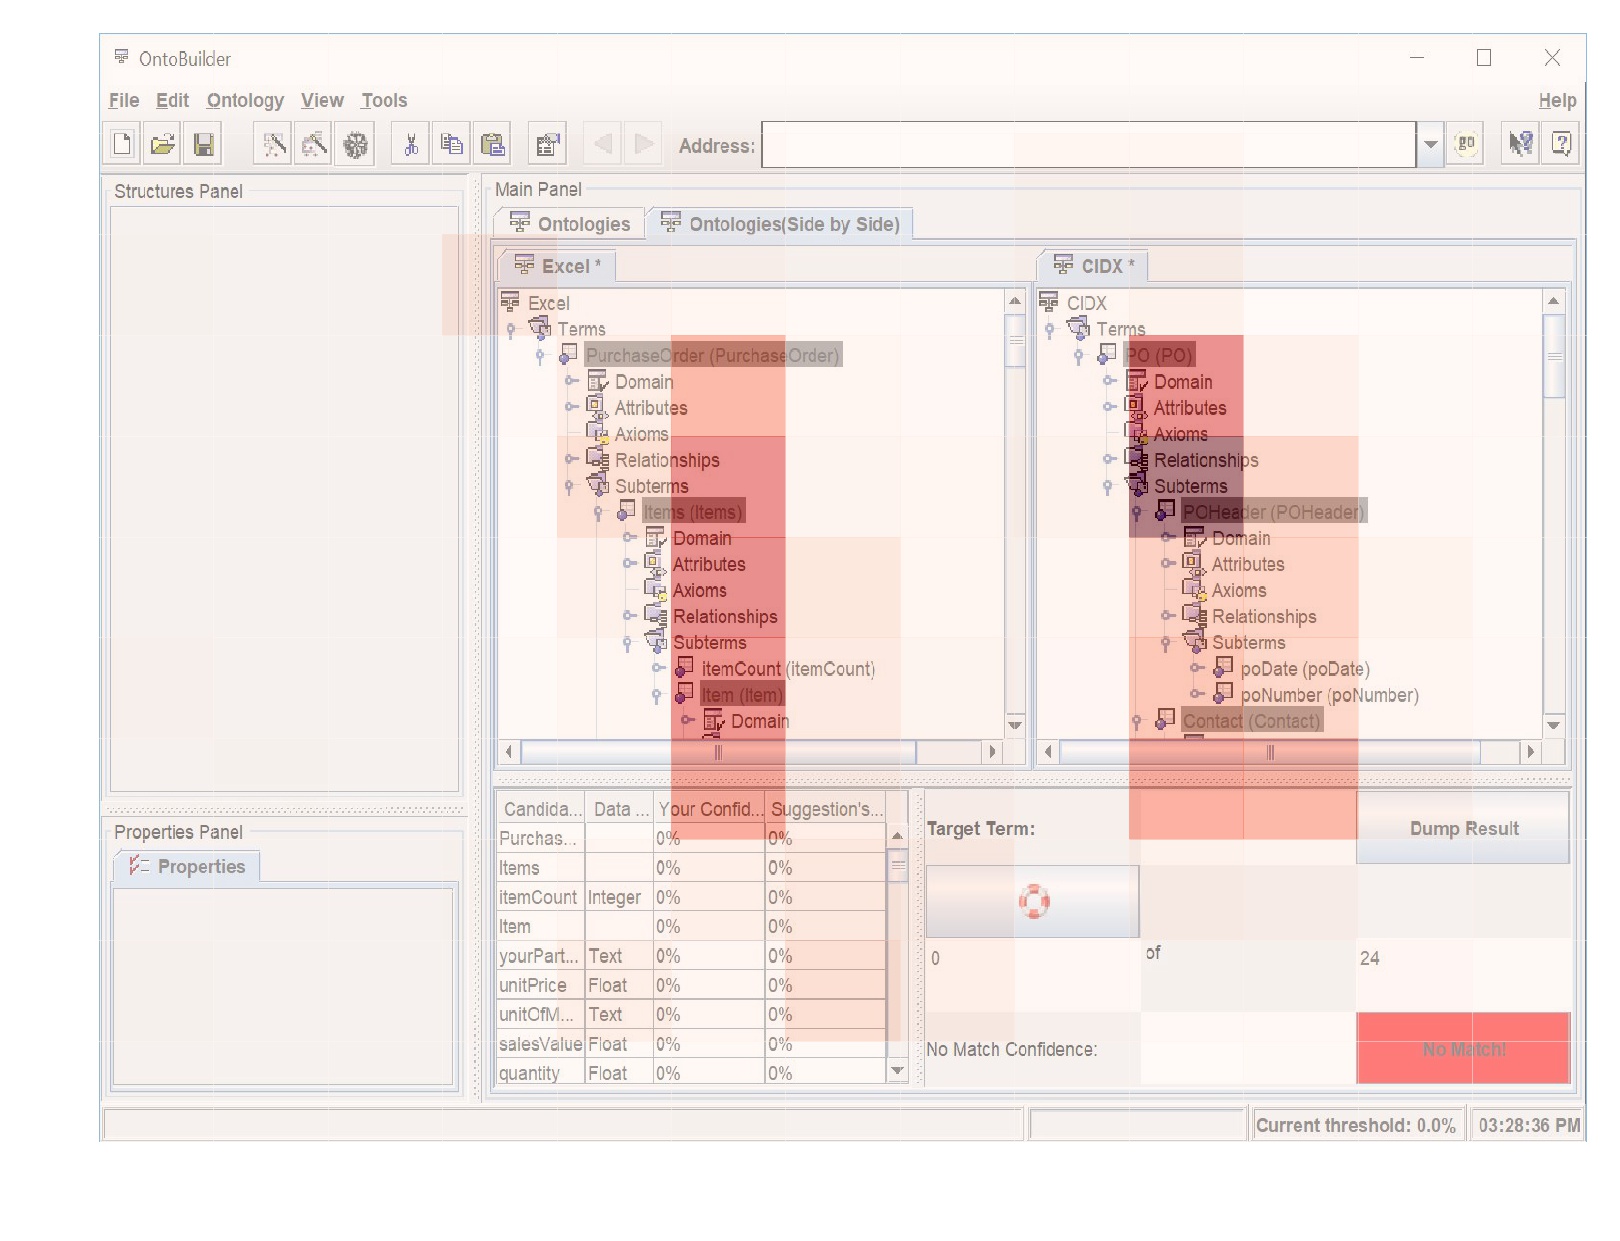 OntoBuilder
File Edit Ontology View Tools Help
Address: go
Structures Panel
Main Panel
Ontologies Ontologies(Side by Side)
Excel *
Excel
Terms
PurchaseOrder (PurchaseOrder)
Domain
Attributes
Axioms
Relationships
Subterms
Items (Items)
Domain
Attributes
Axioms
Relationships
Subterms
itemCount (itemCount)
Item (Item)
Domain
CIDX *
CIDX
Terms
PO (PO)
Domain
Attributes
Axioms
Relationships
Subterms
POHeader (POHeader)
Domain
Attributes
Axioms
Relationships
Subterms
poDate (poDate)
poNumber (poNumber)
Contact (Contact)
Properties Panel
Properties
Candida... Data ... Your Confid... Suggestion's...
Purchas... 0% 0%
Items 0% 0%
itemCount Integer 0% 0%
Item 0% 0%
yourPart... Text 0% 0%
unitPrice Float 0% 0%
unitOfM... Text 0% 0%
salesValue Float 0% 0%
quantity Float 0% 0%
Target Term: Dump Result
0 of 24
No Match Confidence: No Match!
Current threshold: 0.0% 03:28:36 PM